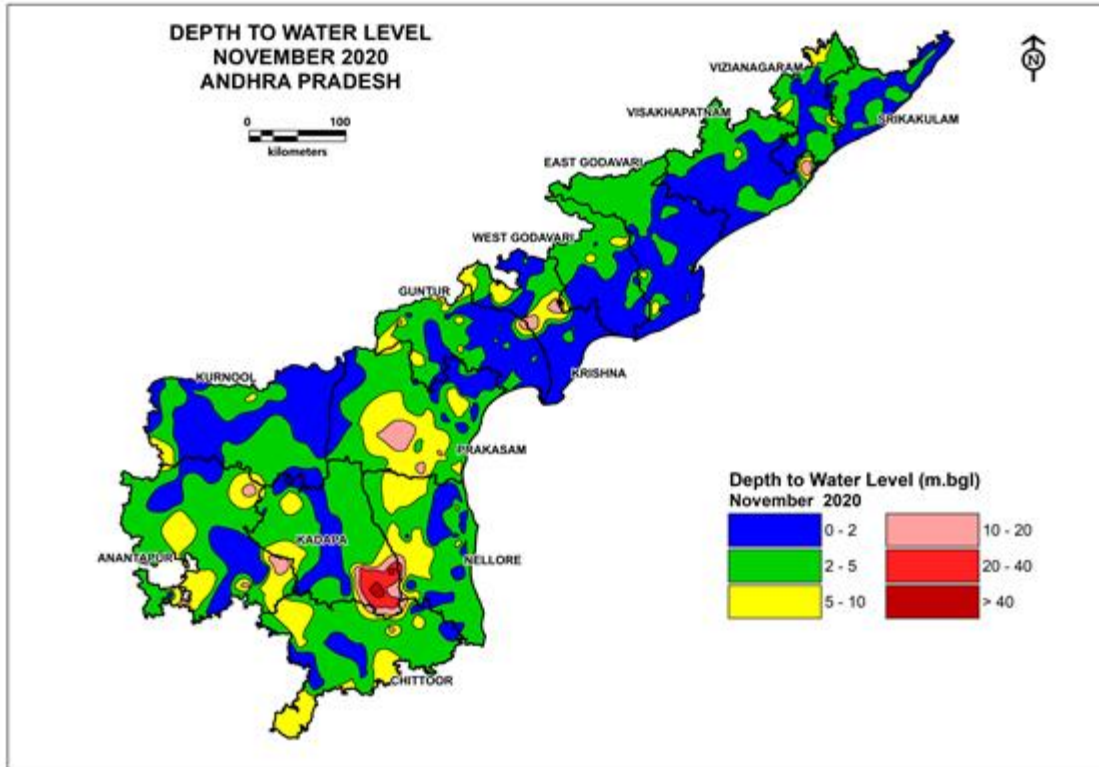 DEPTH TO WATER LEVEL
NOVEMBER 2020
ANDHRA PRADESH
0 100
kilometers
N
VIZIANAGARAM
VISAKHAPATNAM
SRIKAKULAM
EAST GODAVARI
WEST GODAVARI
GUNTUR
KRISHNA
KURNOOL
PRAKASAM
ANANTAPUR
KADAPA
NELLORE
CHITTOOR
Depth to Water Level (m.bgl)
November 2020
0 - 2 10 - 20
2 - 5 20 - 40
5 - 10 > 40